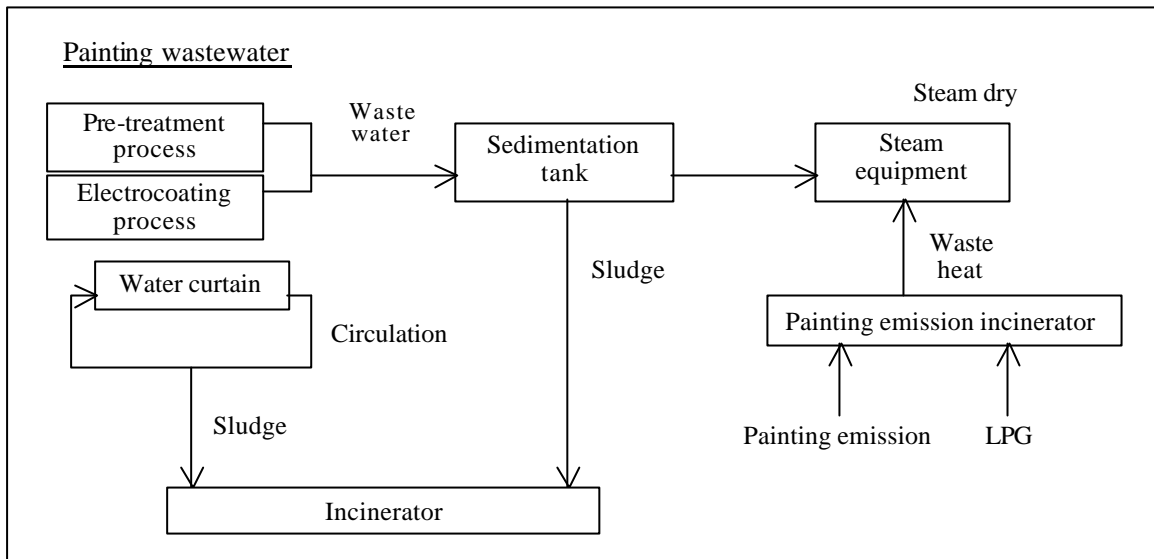 Painting wastewater
Pre-treatment
process
Electrocoating
process
Waste
water
Sedimentation
tank
Steam dry
Steam
equipment
Water curtain
Circulation
Sludge
Sludge
Waste
heat
Painting emission incinerator
Painting emission
LPG
Incinerator